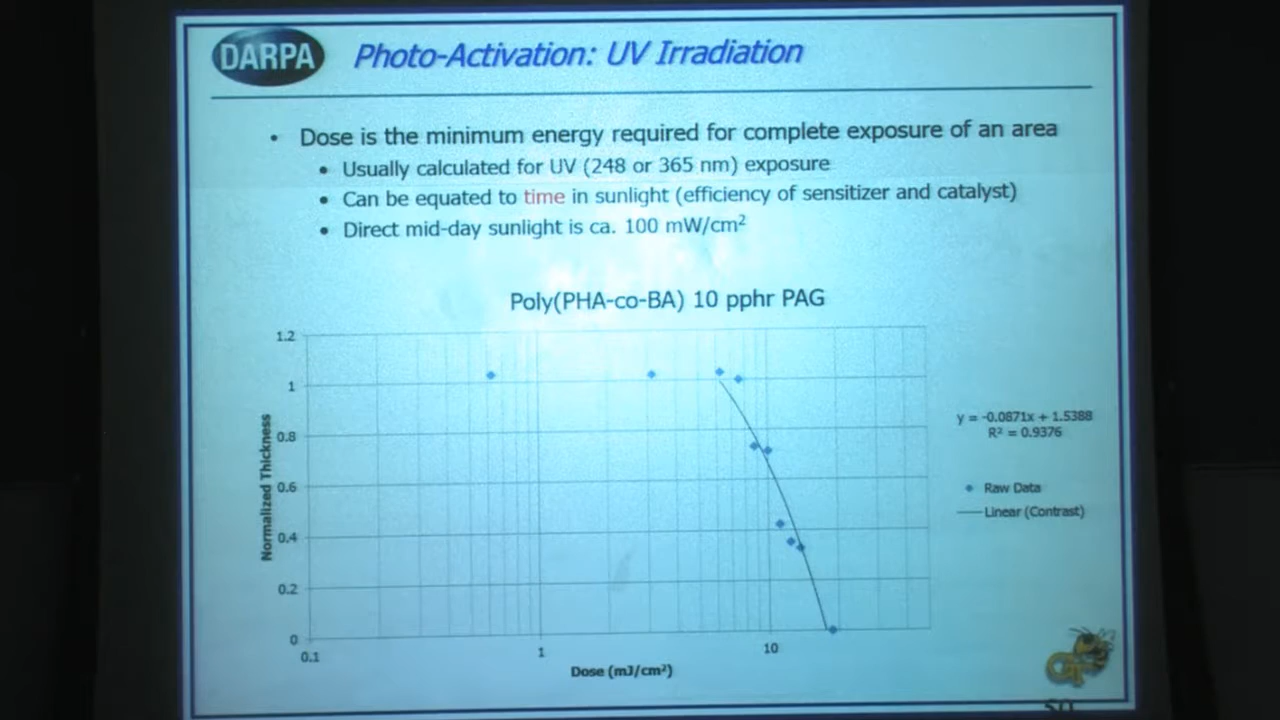 DARPA
Photo-Activation: UV Irradiation
• Dose is the minimum energy required for complete exposure of an area
• Usually calculated for UV (248 or 365 nm) exposure
• Can be equated to time in sunlight (efficiency of sensitizer and catalyst)
• Direct mid-day sunlight is ca. 100 mW/cm²
Poly(PHA-co-BA) 10 pphr PAG
1.2
1
0.8
0.6
0.4
0.2
0
Normalized Thickness
0.1
1
10
Dose (mJ/cm²)
y = -0.0871x + 1.5388
R² = 0.9376
Raw Data
Linear (Contrast)
GT